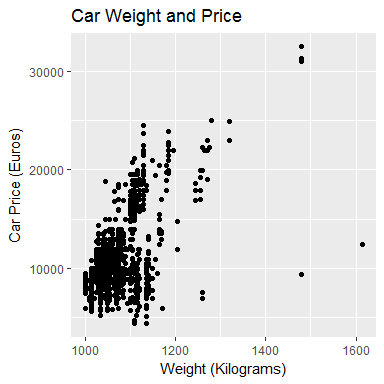 Car Weight and Price
Car Price (Euros)
30000
20000
10000
1000 1200 1400 1600
Weight (Kilograms)